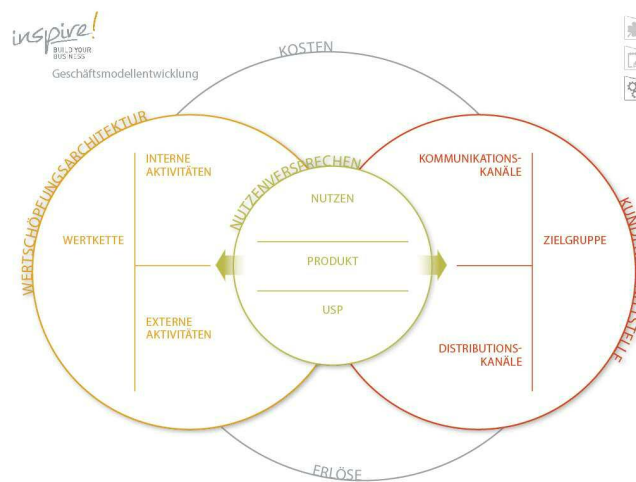 inspire!
BUILD YOUR
BUSINESS
Geschäftsmodellentwicklung
KOSTEN
WERTSCHÖPFUNGSARCHITEKTUR
INTERNE
AKTIVITÄTEN
WERTKETTE
EXTERNE
AKTIVITÄTEN
NUTZENVERSPRECHEN
NUTZEN
PRODUKT
USP
KOMMUNIKATIONS-
KANÄLE
ZIELGRUPPE
DISTRIBUTIONS-
KANÄLE
ERLÖSE